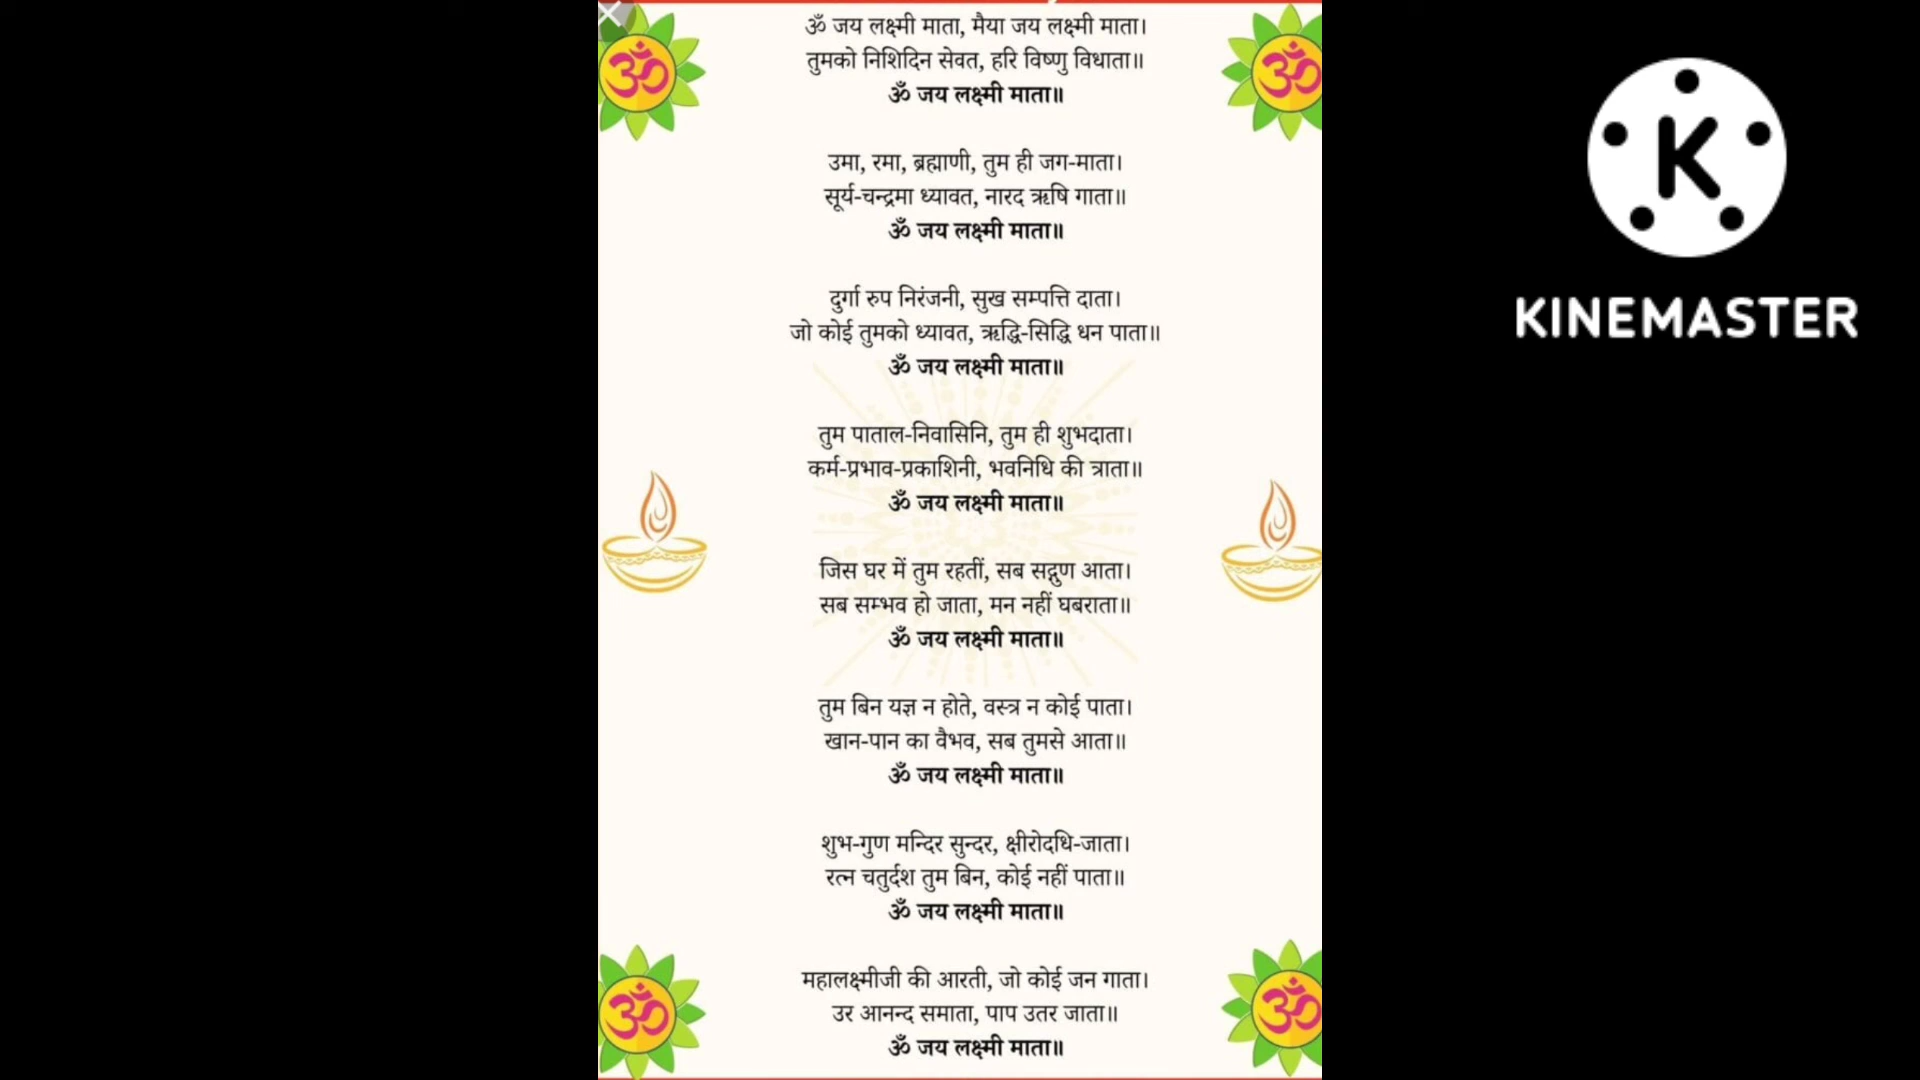 ॐ जय लक्ष्मी माता, मैया जय लक्ष्मी माता।
तुमको निशिदिन सेवत, हरि विष्णु विधाता॥
ॐ जय लक्ष्मी माता॥
उमा, रमा, ब्रह्माणी, तुम ही जग-माता।
सूर्य-चन्द्रमा ध्यावत, नारद ऋषि गाता॥
ॐ जय लक्ष्मी माता॥
दुर्गा रुप निरंजनी, सुख सम्पत्ति दाता।
जो कोई तुमको ध्यावत, ऋद्धि-सिद्धि धन पाता॥
ॐ जय लक्ष्मी माता॥
तुम पाताल-निवासिनि, तुम ही शुभदाता।
कर्म-प्रभाव-प्रकाशिनी, भवनिधि की त्राता॥
ॐ जय लक्ष्मी माता॥
जिस घर में तुम रहतीं, सब सद्गुण आता।
सब सम्भव हो जाता, मन नहीं घबराता॥
ॐ जय लक्ष्मी माता॥
तुम बिन यज्ञ न होते, वस्त्र न कोई पाता।
खान-पान का वैभव, सब तुमसे आता॥
ॐ जय लक्ष्मी माता॥
शुभ-गुण मन्दिर सुन्दर, क्षीरोदधि-जाता।
रत्न चतुर्दश तुम बिन, कोई नहीं पाता॥
ॐ जय लक्ष्मी माता॥
महालक्ष्मीजी की आरती, जो कोई जन गाता।
उर आनन्द समाता, पाप उतर जाता॥
ॐ जय लक्ष्मी माता॥
ॐ
ॐ
ॐ
ॐ
K
KINEMASTER